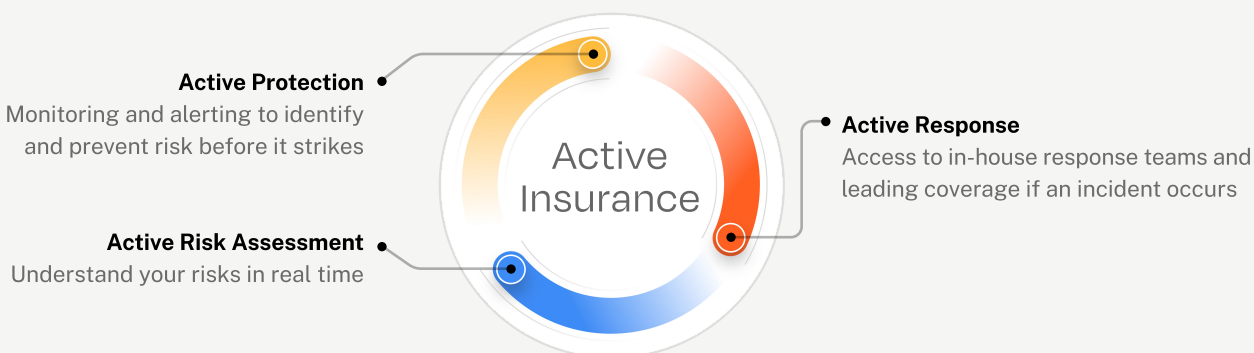 Active Protection
Monitoring and alerting to identify
and prevent risk before it strikes
Active Risk Assessment
Understand your risks in real time
Active
Insurance
Active Response
Access to in-house response teams and
leading coverage if an incident occurs